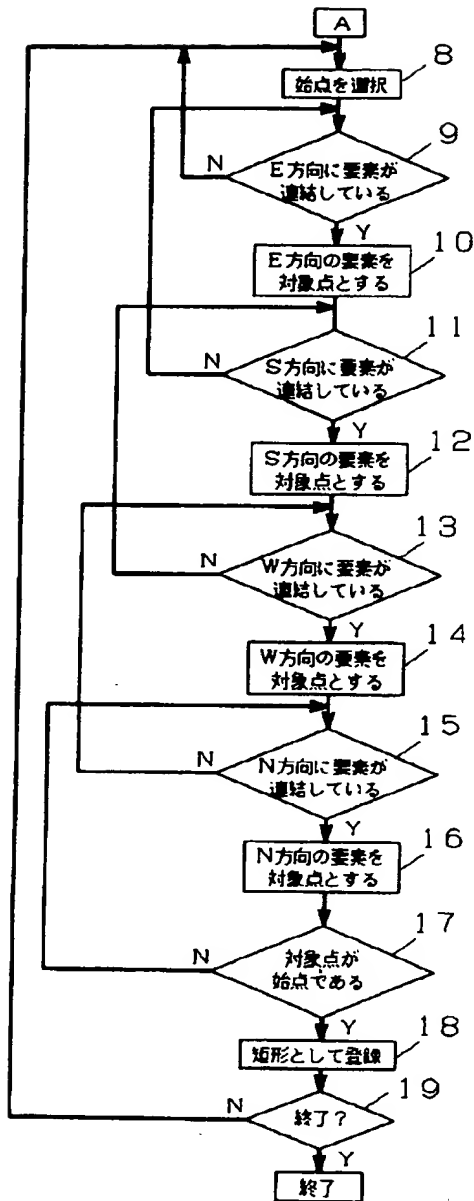 A
8
始点を選択
9
N
E方向に要素が
連結している
Y
10
E方向の要素を
対象点とする
11
N
S方向に要素が
連結している
Y
12
S方向の要素を
対象点とする
13
N
W方向に要素が
連結している
Y
14
W方向の要素を
対象点とする
15
N
N方向に要素が
連結している
Y
16
N方向の要素を
対象点とする
17
N
対象点が
始点である
Y
18
矩形として登録
19
N
終了?
Y
終了